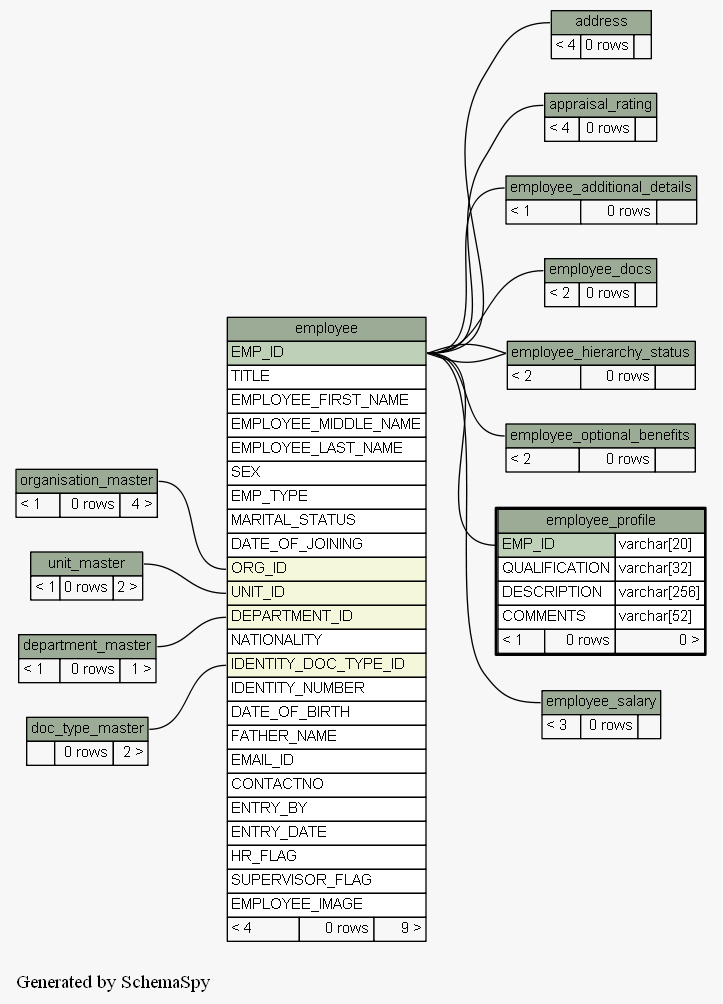 address
< 4 0 rows
appraisal_rating
< 4 0 rows
employee_additional_details
< 1 0 rows
employee_docs
< 2 0 rows
employee_hierarchy_status
< 2 0 rows
employee_optional_benefits
< 2 0 rows
employee_profile
EMP_ID varchar[20]
QUALIFICATION varchar[32]
DESCRIPTION varchar[256]
COMMENTS varchar[52]
< 1 0 rows 0 >
employee_salary
< 3 0 rows
employee
EMP_ID
TITLE
EMPLOYEE_FIRST_NAME
EMPLOYEE_MIDDLE_NAME
EMPLOYEE_LAST_NAME
SEX
EMP_TYPE
MARITAL_STATUS
DATE_OF_JOINING
ORG_ID
UNIT_ID
DEPARTMENT_ID
NATIONALITY
IDENTITY_DOC_TYPE_ID
IDENTITY_NUMBER
DATE_OF_BIRTH
FATHER_NAME
EMAIL_ID
CONTACTNO
ENTRY_BY
ENTRY_DATE
HR_FLAG
SUPERVISOR_FLAG
EMPLOYEE_IMAGE
< 4 0 rows 9 >
organisation_master
< 1 0 rows 4 >
unit_master
< 1 0 rows 2 >
department_master
< 1 0 rows 1 >
doc_type_master
0 rows 2 >
Generated by SchemaSpy